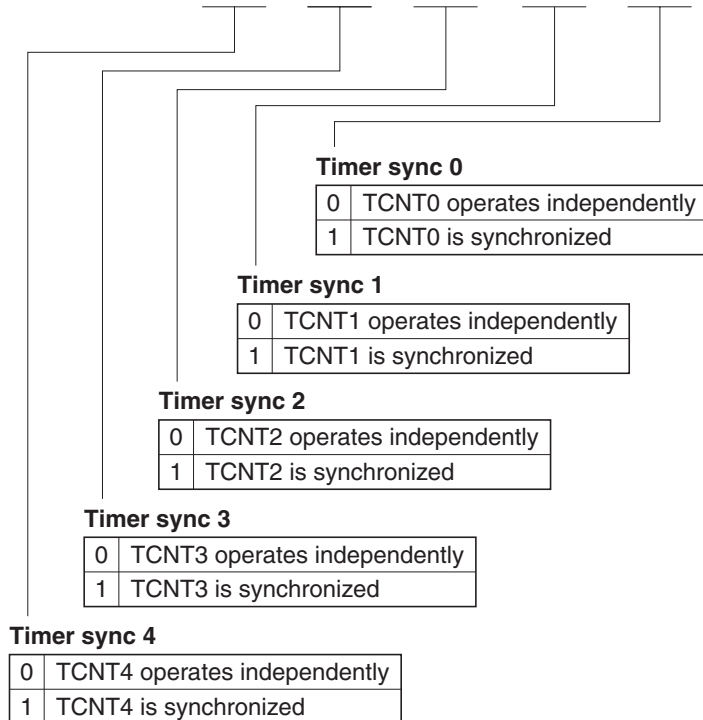 Timer sync 0
0 TCNT0 operates independently
1 TCNT0 is synchronized
Timer sync 1
0 TCNT1 operates independently
1 TCNT1 is synchronized
Timer sync 2
0 TCNT2 operates independently
1 TCNT2 is synchronized
Timer sync 3
0 TCNT3 operates independently
1 TCNT3 is synchronized
Timer sync 4
0 TCNT4 operates independently
1 TCNT4 is synchronized